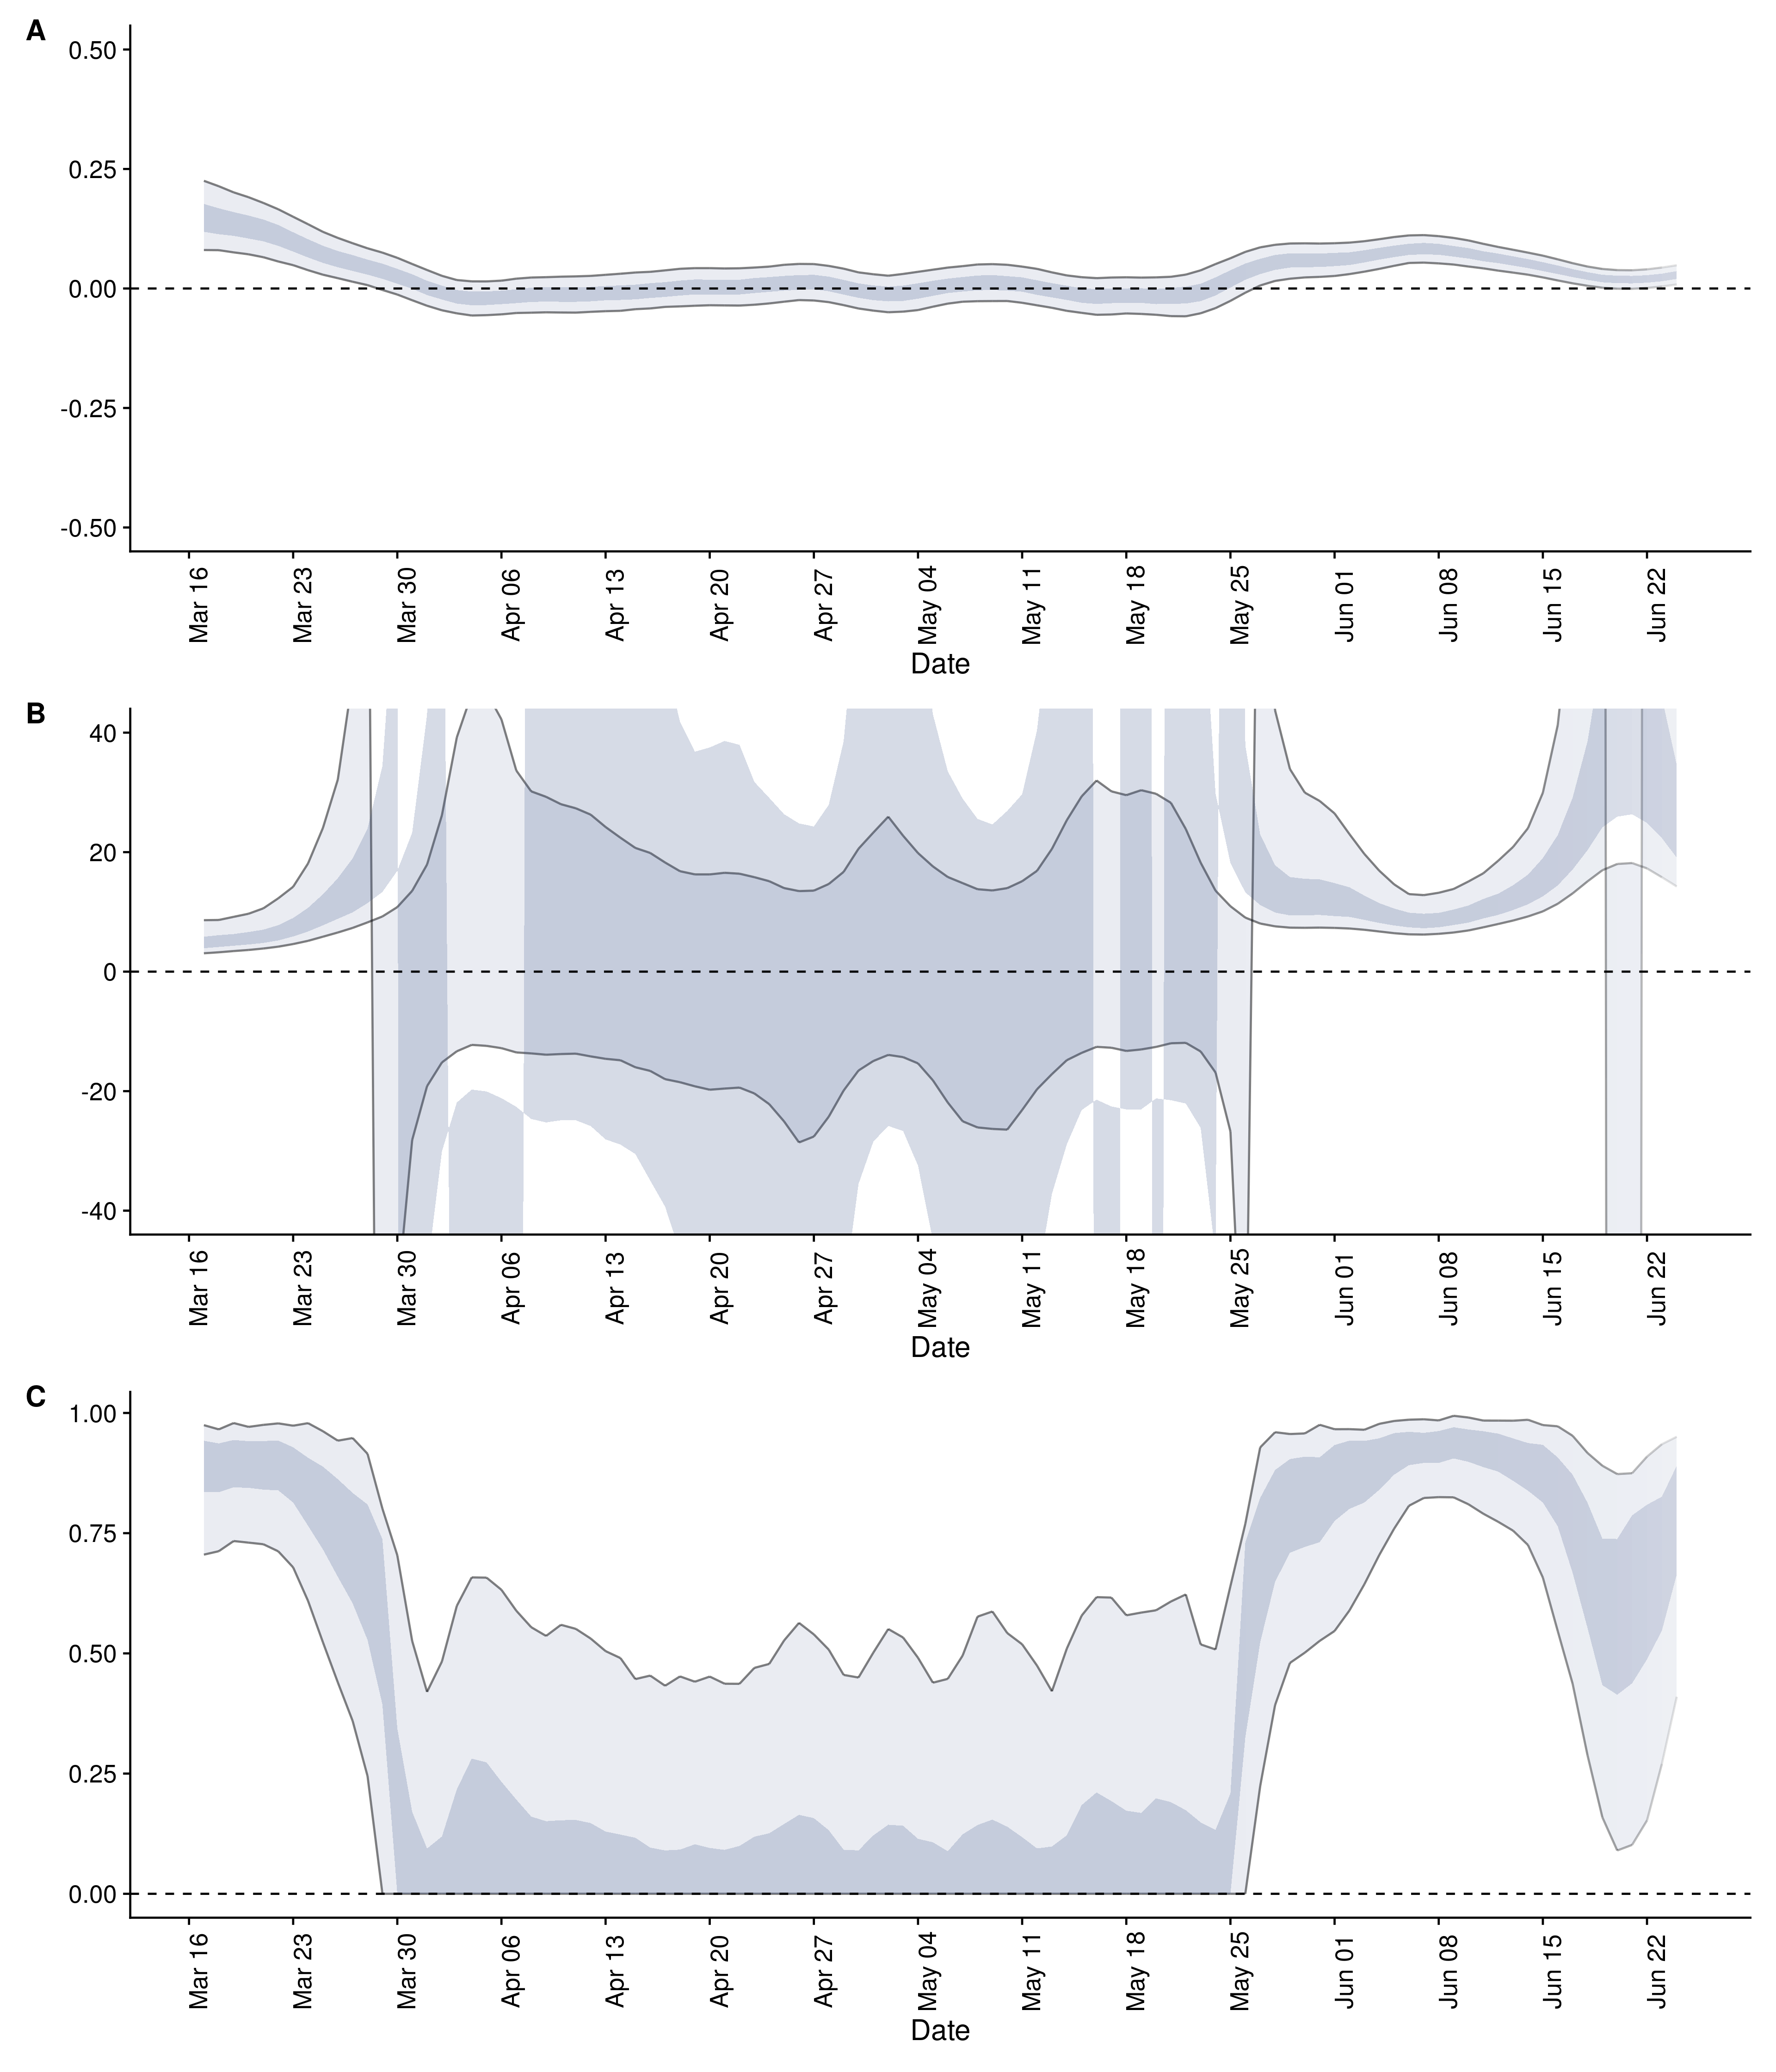 A
0.50
0.25
0.00
-0.25
-0.50
Mar 16
Mar 23
Mar 30
Apr 06
Apr 13
Apr 20
Apr 27
May 04
May 11
May 18
May 25
Jun 01
Jun 08
Jun 15
Jun 22
Date
B
40
20
0
-20
-40
Mar 16
Mar 23
Mar 30
Apr 06
Apr 13
Apr 20
Apr 27
May 04
May 11
May 18
May 25
Jun 01
Jun 08
Jun 15
Jun 22
Date
C
1.00
0.75
0.50
0.25
0.00
Mar 16
Mar 23
Mar 30
Apr 06
Apr 13
Apr 20
Apr 27
May 04
May 11
May 18
May 25
Jun 01
Jun 08
Jun 15
Jun 22
Date